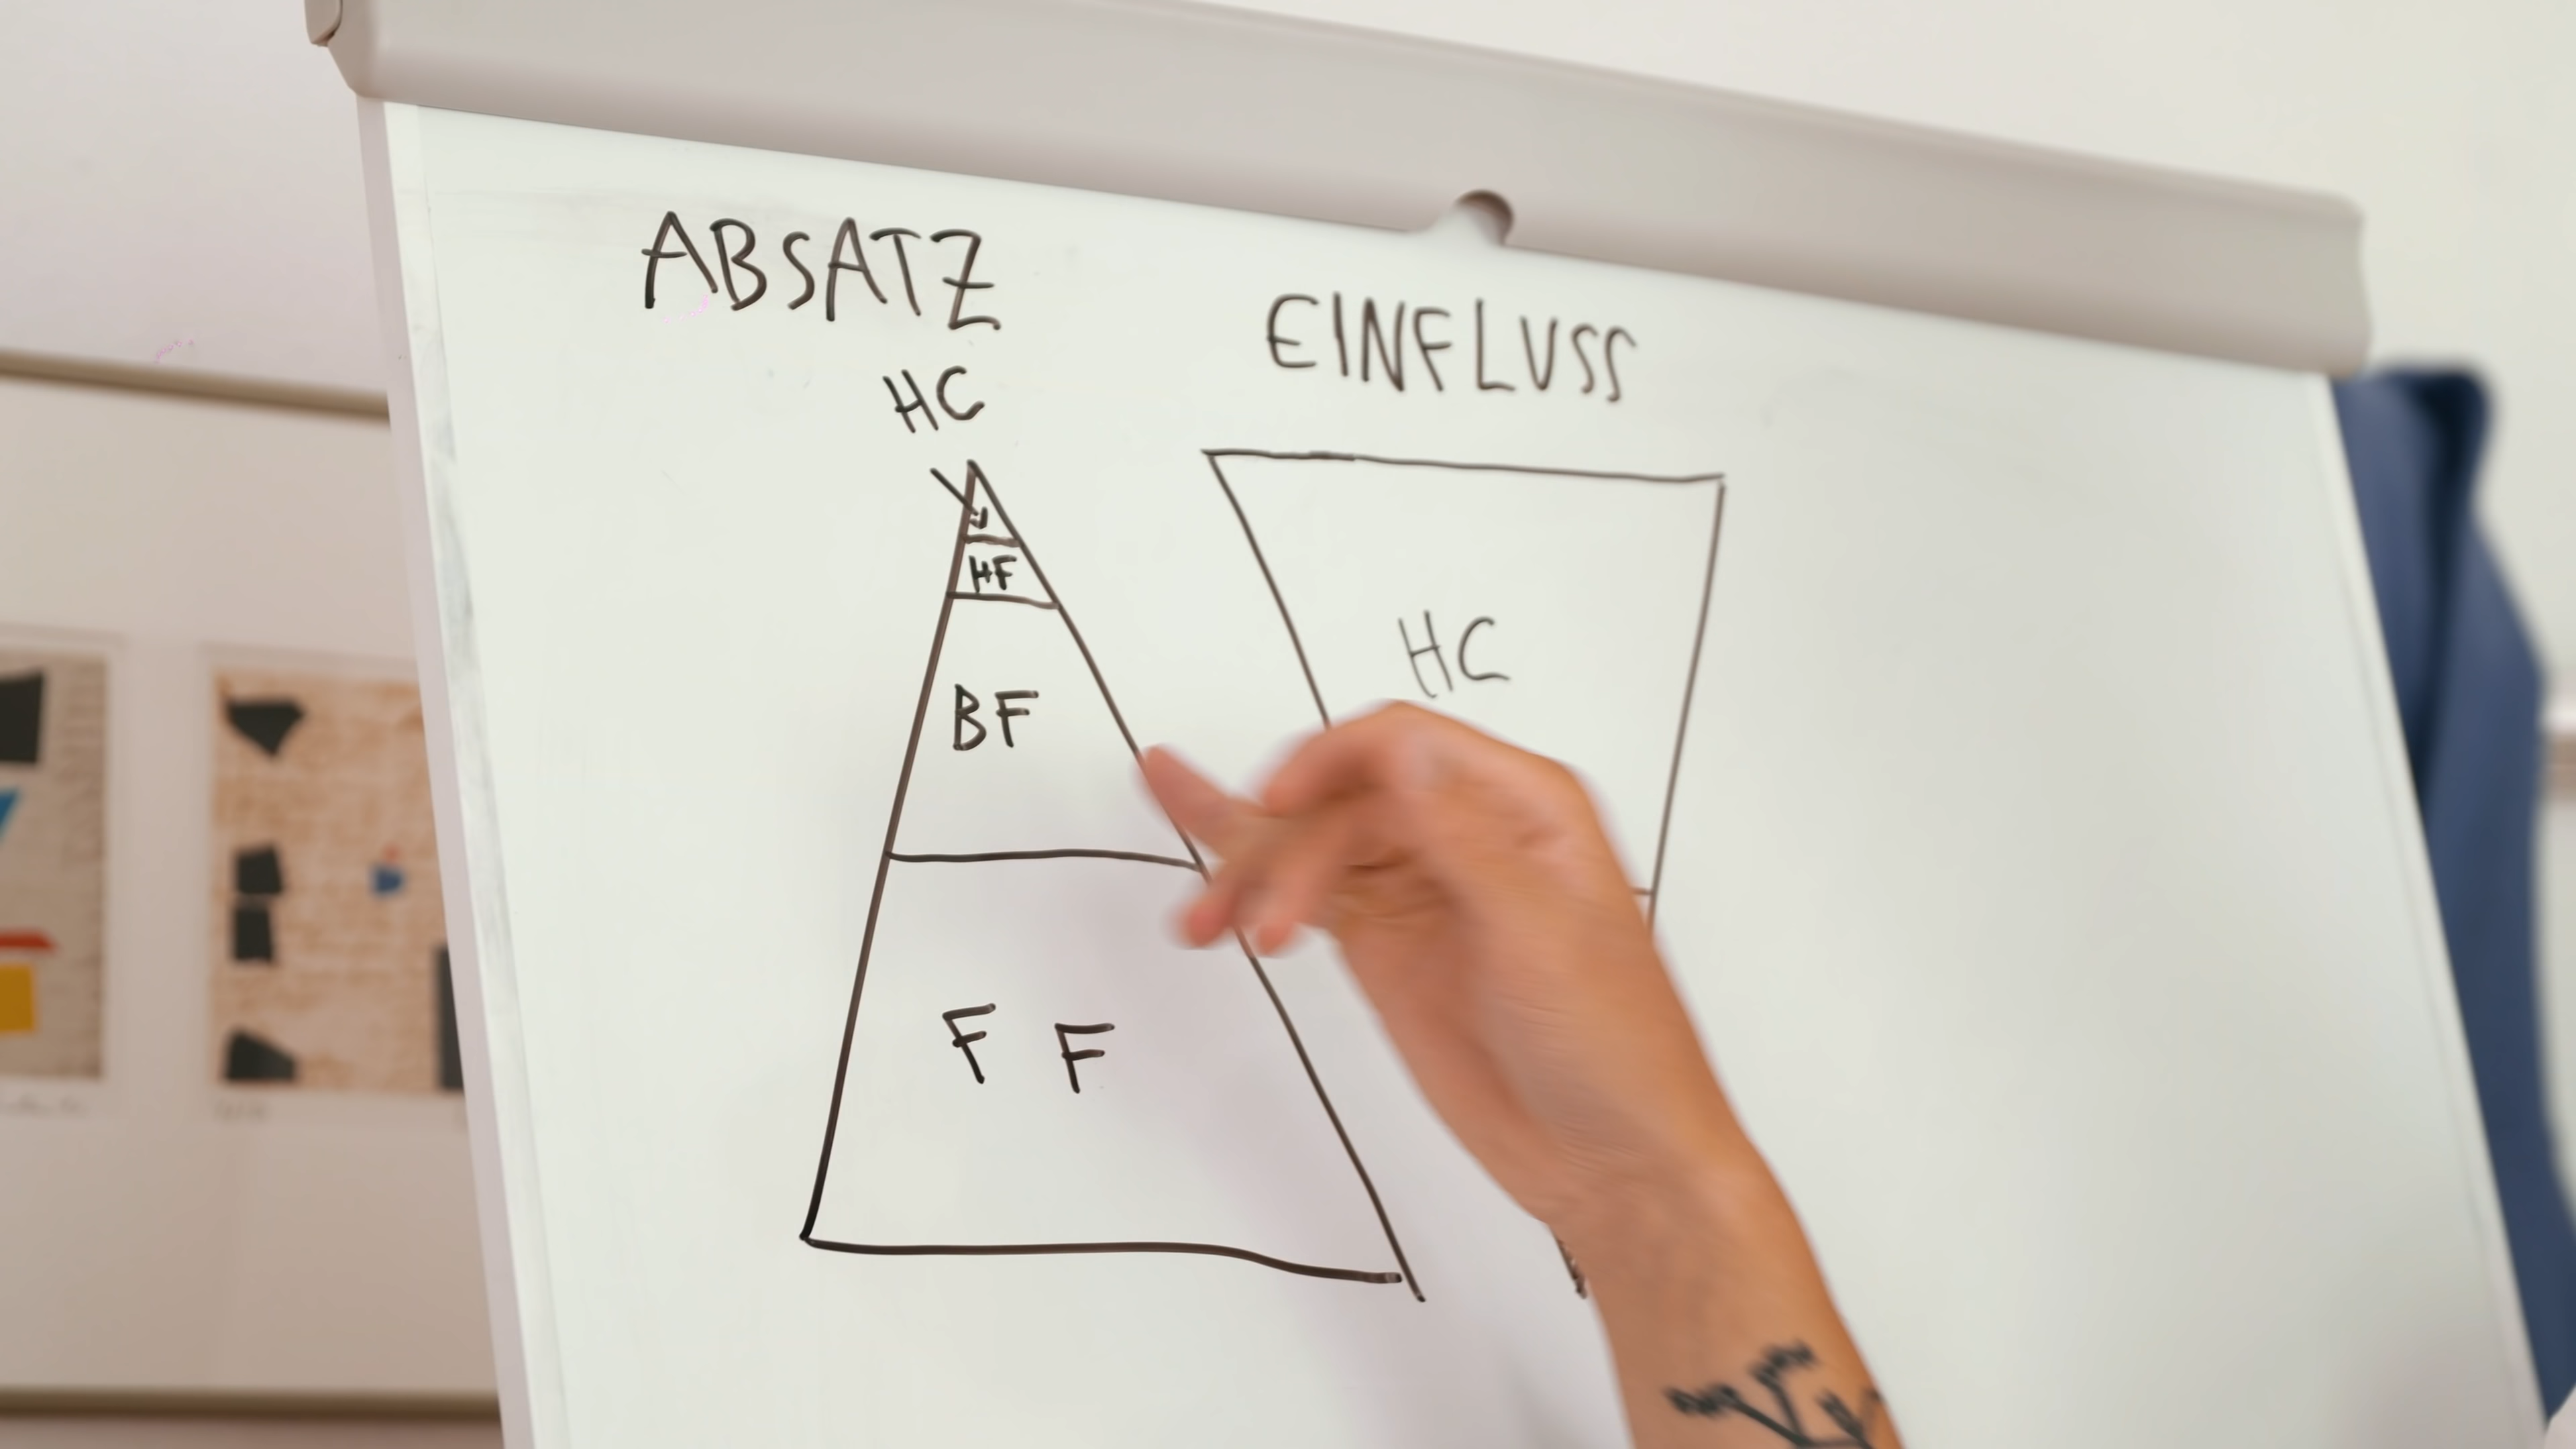 ABSATZ
HC
HF
BF
F F
EINFLUSS
HC